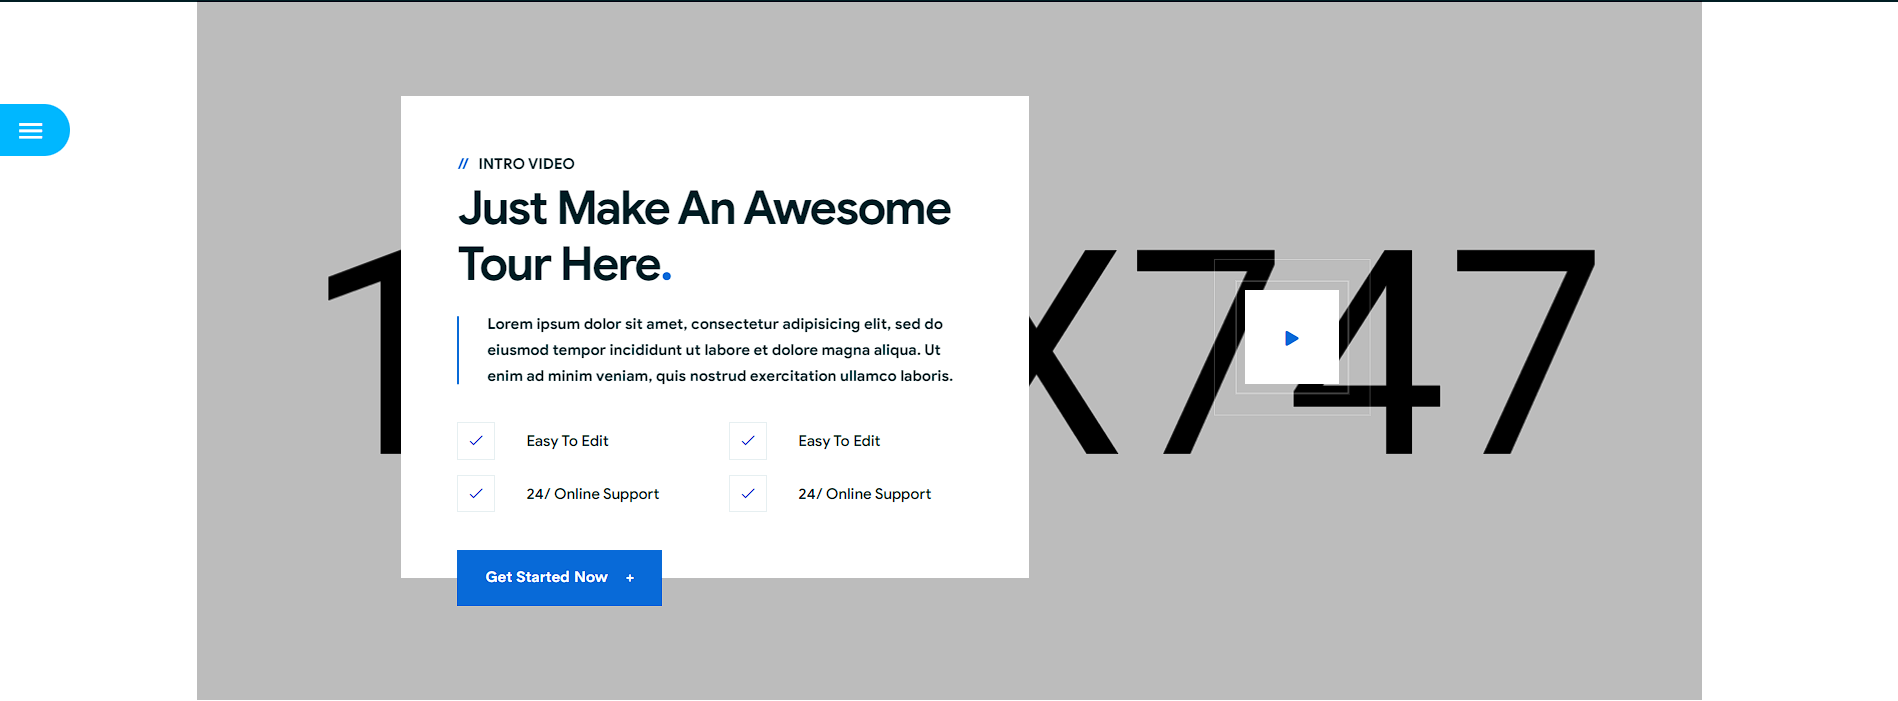 // INTRO VIDEO
Just Make An Awesome
Tour Here.
Lorem ipsum dolor sit amet, consectetur adipisicing elit, sed do
eiusmod tempor incididunt ut labore et dolore magna aliqua. Ut
enim ad minim veniam, quis nostrud exercitation ullamco laboris.
Easy To Edit
Easy To Edit
24/ Online Support
24/ Online Support
Get Started Now +
X747